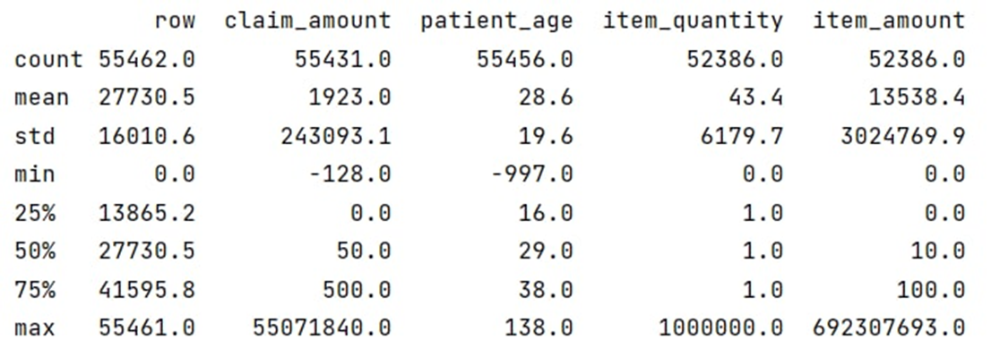 row claim_amount patient_age item_quantity item_amount
count 55462.0 55431.0 55456.0 52386.0 52386.0
mean 27730.5 1923.0 28.6 43.4 13538.4
std 16010.6 243093.1 19.6 6179.7 3024769.9
min 0.0 -128.0 -997.0 0.0 0.0
25% 13865.2 0.0 16.0 1.0 0.0
50% 27730.5 50.0 29.0 1.0 10.0
75% 41595.8 500.0 38.0 1.0 100.0
max 55461.0 55071840.0 138.0 1000000.0 692307693.0